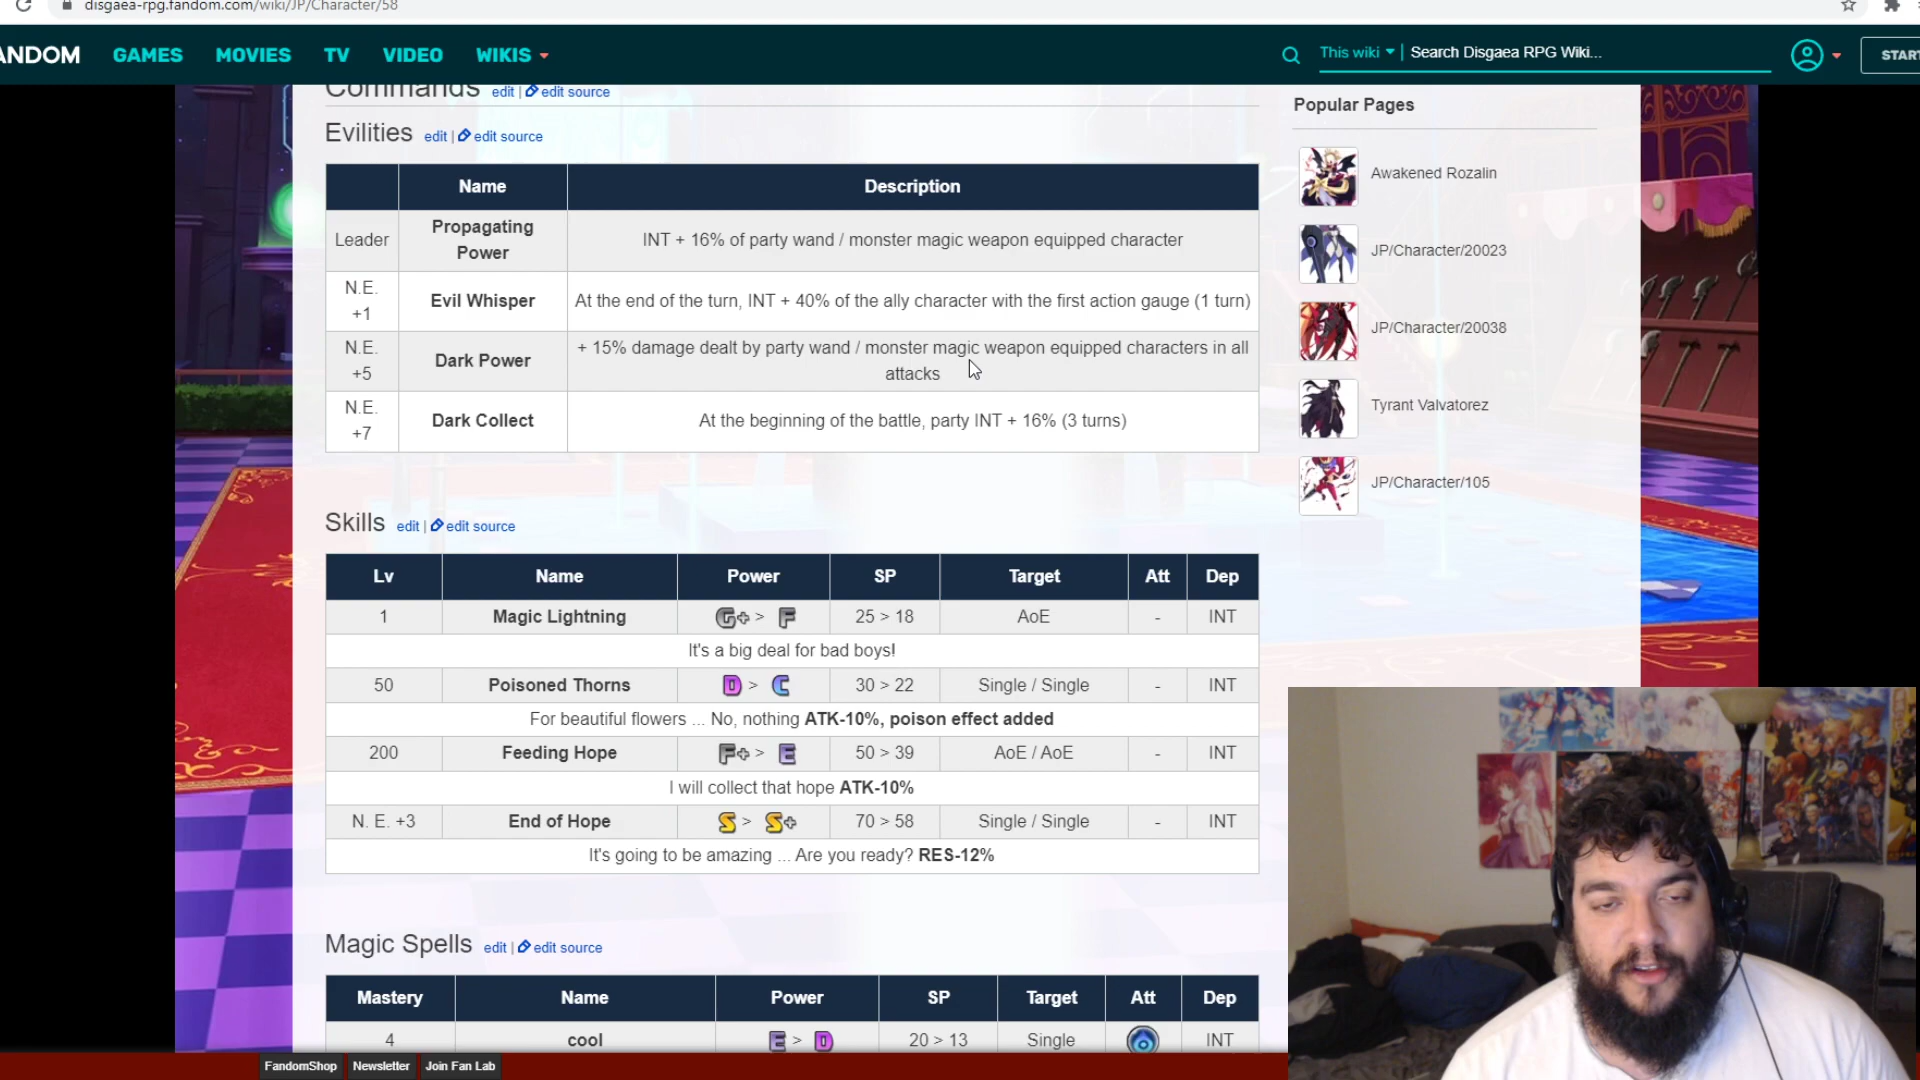 disgaea-rpg.fandom.com/wiki/JP/Character/58
ANDOM GAMES MOVIES TV VIDEO WIKIS This wiki Search Disgaea RPG Wiki... START
Commands edit | edit source
Evilities edit | edit source
Name Description
Leader Propagating Power INT + 16% of party wand / monster magic weapon equipped character
N.E. +1 Evil Whisper At the end of the turn, INT + 40% of the ally character with the first action gauge (1 turn)
N.E. +5 Dark Power + 15% damage dealt by party wand / monster magic weapon equipped characters in all attacks
N.E. +7 Dark Collect At the beginning of the battle, party INT + 16% (3 turns)
Skills edit | edit source
Lv Name Power SP Target Att Dep
1 Magic Lightning G+ > F 25 > 18 AoE - INT
It's a big deal for bad boys!
50 Poisoned Thorns D > C 30 > 22 Single / Single - INT
For beautiful flowers ... No, nothing ATK-10%, poison effect added
200 Feeding Hope F+ > E 50 > 39 AoE / AoE - INT
I will collect that hope ATK-10%
N. E. +3 End of Hope S > S+ 70 > 58 Single / Single - INT
It's going to be amazing ... Are you ready? RES-12%
Magic Spells edit | edit source
Mastery Name Power SP Target Att Dep
4 cool E > D 20 > 13 Single INT
Popular Pages
Awakened Rozalin
JP/Character/20023
JP/Character/20038
Tyrant Valvatorez
JP/Character/105
FandomShop Newsletter Join Fan Lab